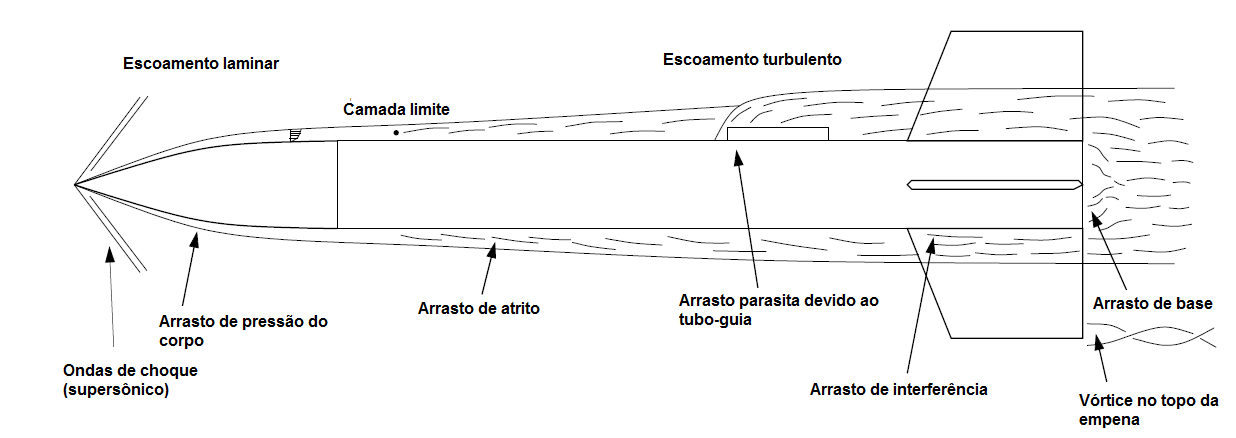 Escoamento laminar
Escoamento turbulento
Camada limite
Arrasto de pressão do
corpo
Arrasto de atrito
Arrasto parasita devido ao
tubo-guia
Arrasto de base
Ondas de choque
(supersônico)
Arrasto de interferência
Vórtice no topo da
empena